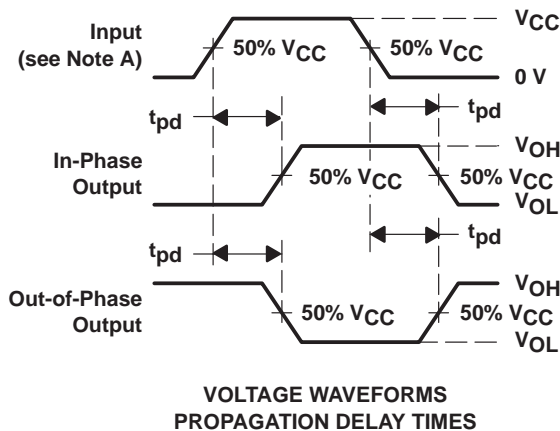 Input
(see Note A)
50% VCC
50% VCC
VCC
0 V
tpd
tpd
In-Phase
Output
50% VCC
VOH
50% VCC
VOL
tpd
tpd
Out-of-Phase
Output
50% VCC
VOH
50% VCC
VOL
VOLTAGE WAVEFORMS
PROPAGATION DELAY TIMES